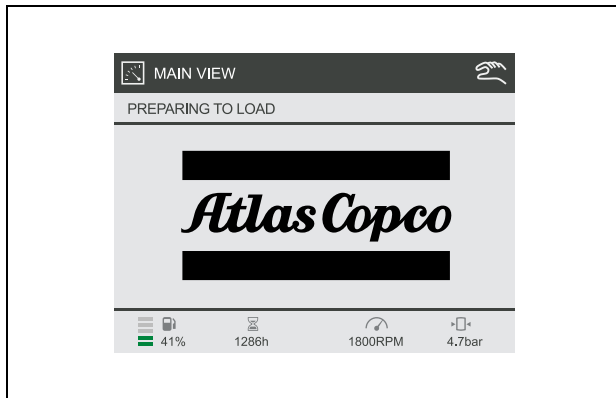 MAIN VIEW
PREPARING TO LOAD
Atlas Copco
41% 1286h 1800RPM 4.7bar